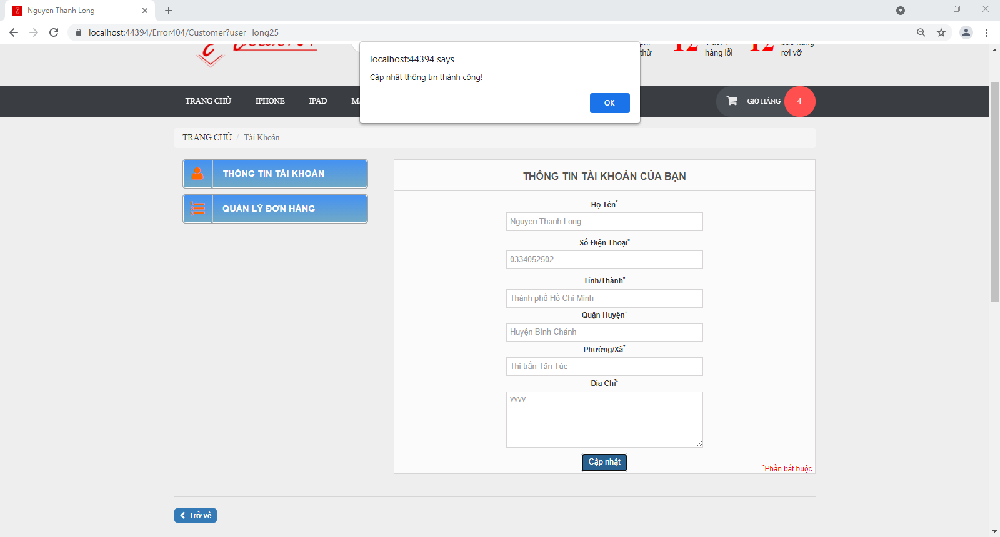 Nguyen Thanh Long
localhost:44394/Error404/Customer?user=long25
localhost:44394 says
Cập nhật thông tin thành công!
OK
thử
12
hàng lỗi
12
rơi vỡ
TRANG CHỦ
IPHONE
IPAD
GIỎ HÀNG
4
TRANG CHỦ / Tài Khoản
THÔNG TIN TÀI KHOẢN
QUẢN LÝ ĐƠN HÀNG
THÔNG TIN TÀI KHOẢN CỦA BẠN
Họ Tên*
Nguyen Thanh Long
Số Điện Thoại*
0334052502
Tỉnh/Thành*
Thành phố Hồ Chí Minh
Quận Huyện*
Huyện Bình Chánh
Phường/Xã*
Thị trấn Tân Túc
Địa Chỉ*
vvvv
Cập nhật
*Phần bắt buộc
Trở về